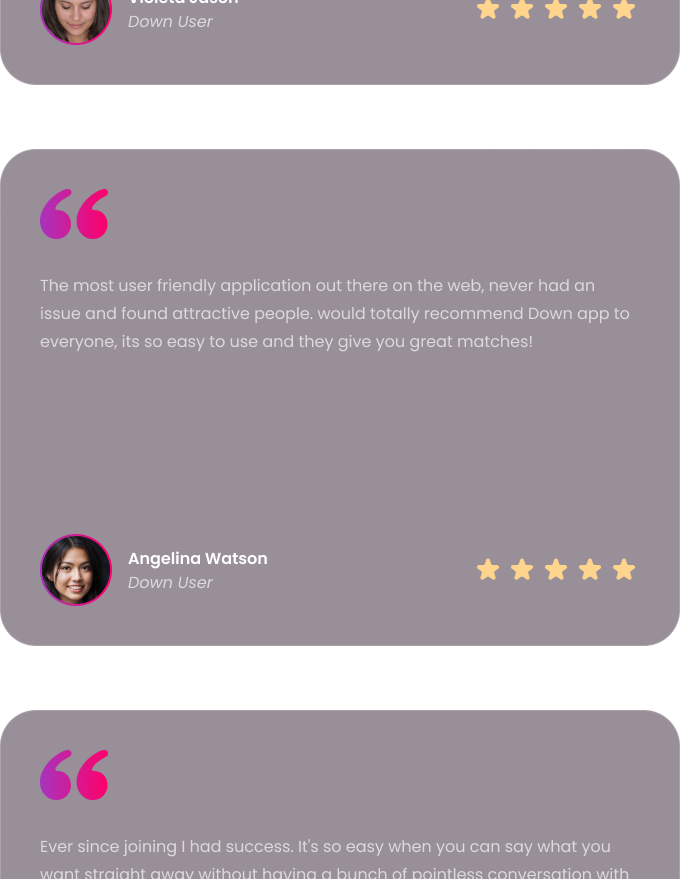 Violeta Jason
Down User
The most user friendly application out there on the web, never had an
issue and found attractive people. would totally recommend Down app to
everyone, its so easy to use and they give you great matches!
Angelina Watson
Down User
Ever since joining I had success. It's so easy when you can say what you
want straight away without having a bunch of pointless conversation with